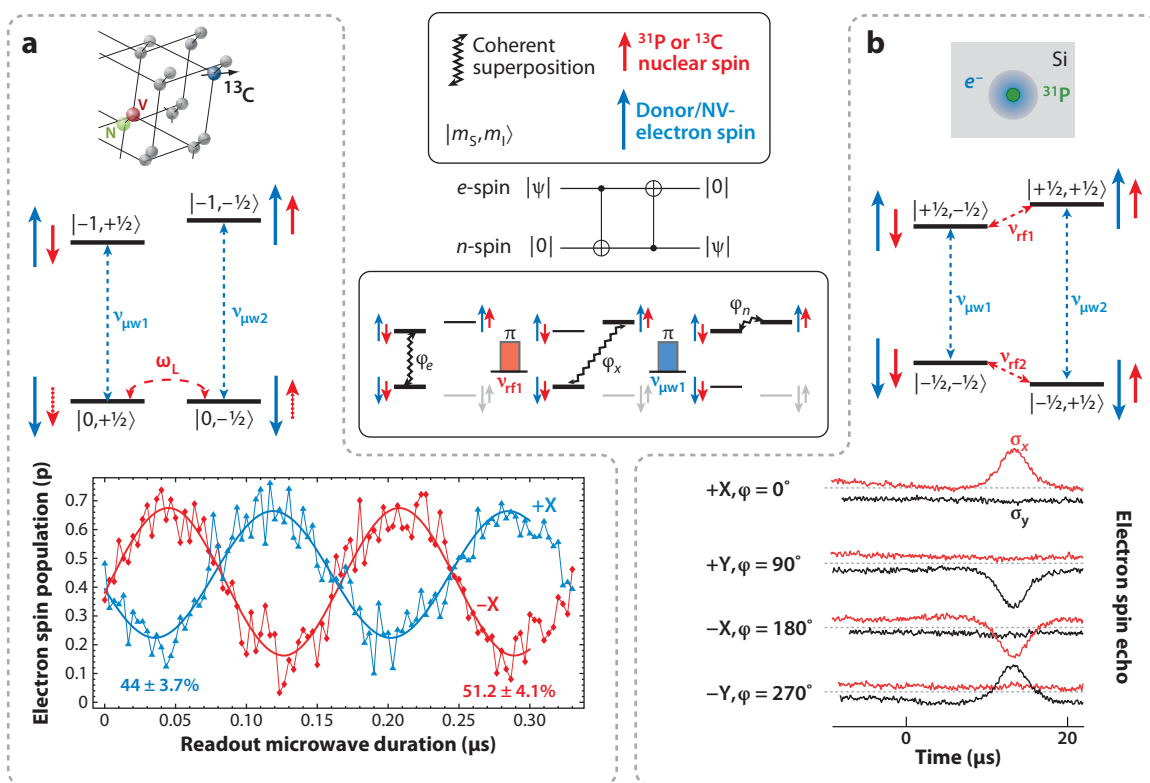 a
13C
V
N
|−1,+½⟩
|−1,−½⟩
νμw1
νμw2
ωL
|0,+½⟩
|0,−½⟩
Coherent
superposition
31P or 13C
nuclear spin
|mS,mI⟩
Donor/NV-
electron spin
e-spin |ψ| |0|
n-spin |0| |ψ|
φe
π
νrf1
φx
π
νμw1
φn
b
Si
e−
31P
|+½,−½⟩
|+½,+½⟩
νrf1
νμw1
νμw2
νrf2
|−½,−½⟩
|−½,+½⟩
Electron spin population (p)
0.7
0.6
0.5
0.4
0.3
0.2
0.1
0
+X
−X
44 ± 3.7%
51.2 ± 4.1%
0 0.05 0.10 0.15 0.20 0.25 0.30
Readout microwave duration (μs)
+X, φ = 0°
σx
σy
+Y, φ = 90°
−X, φ = 180°
−Y, φ = 270°
Electron spin echo
0 20
Time (μs)